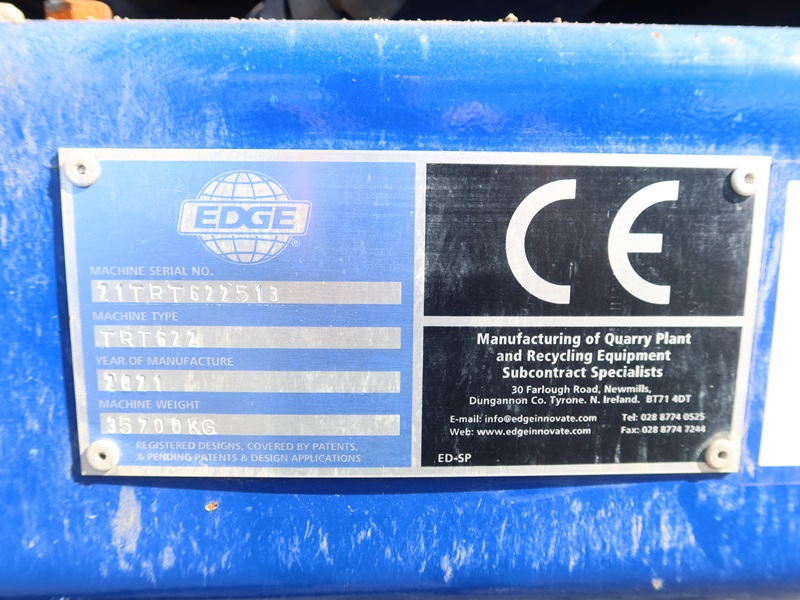 EDGE
®
MACHINE SERIAL NO.
21TRT622513
MACHINE TYPE
TRT622
YEAR OF MANUFACTURE
2021
MACHINE WEIGHT
35700KG
REGISTERED DESIGNS, COVERED BY PATENTS.
& PENDING PATENTS & DESIGN APPLICATIONS
CE
Manufacturing of Quarry Plant
and Recycling Equipment
Subcontract Specialists
30 Farlough Road, Newmills,
Dungannon Co. Tyrone. N. Ireland. BT71 4DT
E-mail: info@edgeinnovate.com Tel: 028 8774 0525
Web: www.edgeinnovate.com Fax: 028 8774 7244
ED-SP